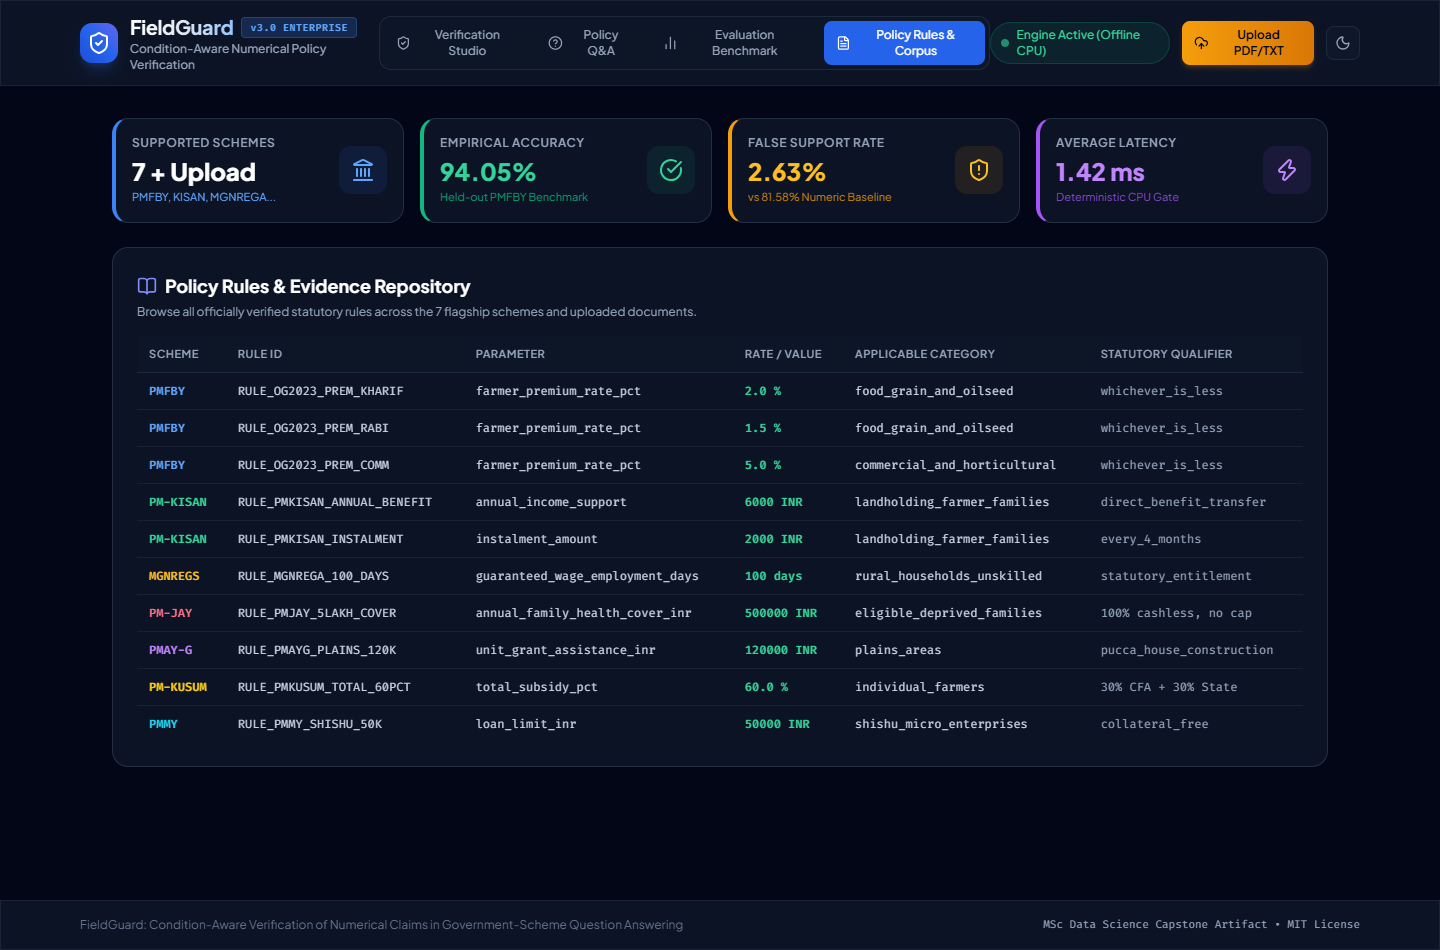 FieldGuard v3.0 ENTERPRISE
Condition-Aware Numerical Policy
Verification
Verification
Studio
Policy
Q&A
Evaluation
Benchmark
Policy Rules &
Corpus
Engine Active (Offline
CPU)
Upload
PDF/TXT
SUPPORTED SCHEMES
7 + Upload
PMFBY, KISAN, MGNREGA...
EMPIRICAL ACCURACY
94.05%
Held-out PMFBY Benchmark
FALSE SUPPORT RATE
2.63%
vs 81.58% Numeric Baseline
AVERAGE LATENCY
1.42 ms
Deterministic CPU Gate
Policy Rules & Evidence Repository
Browse all officially verified statutory rules across the 7 flagship schemes and uploaded documents.
SCHEME RULE ID PARAMETER RATE / VALUE APPLICABLE CATEGORY STATUTORY QUALIFIER
PMFBY RULE_OG2023_PREM_KHARIF farmer_premium_rate_pct 2.0 % food_grain_and_oilseed whichever_is_less
PMFBY RULE_OG2023_PREM_RABI farmer_premium_rate_pct 1.5 % food_grain_and_oilseed whichever_is_less
PMFBY RULE_OG2023_PREM_COMM farmer_premium_rate_pct 5.0 % commercial_and_horticultural whichever_is_less
PM-KISAN RULE_PMKISAN_ANNUAL_BENEFIT annual_income_support 6000 INR landholding_farmer_families direct_benefit_transfer
PM-KISAN RULE_PMKISAN_INSTALMENT instalment_amount 2000 INR landholding_farmer_families every_4_months
MGNREGS RULE_MGNREGA_100_DAYS guaranteed_wage_employment_days 100 days rural_households_unskilled statutory_entitlement
PM-JAY RULE_PMJAY_5LAKH_COVER annual_family_health_cover_inr 500000 INR eligible_deprived_families 100% cashless, no cap
PMAY-G RULE_PMAYG_PLAINS_120K unit_grant_assistance_inr 120000 INR plains_areas pucca_house_construction
PM-KUSUM RULE_PMKUSUM_TOTAL_60PCT total_subsidy_pct 60.0 % individual_farmers 30% CFA + 30% State
PMMY RULE_PMMY_SHISHU_50K loan_limit_inr 50000 INR shishu_micro_enterprises collateral_free
FieldGuard: Condition-Aware Verification of Numerical Claims in Government-Scheme Question Answering
MSc Data Science Capstone Artifact • MIT License